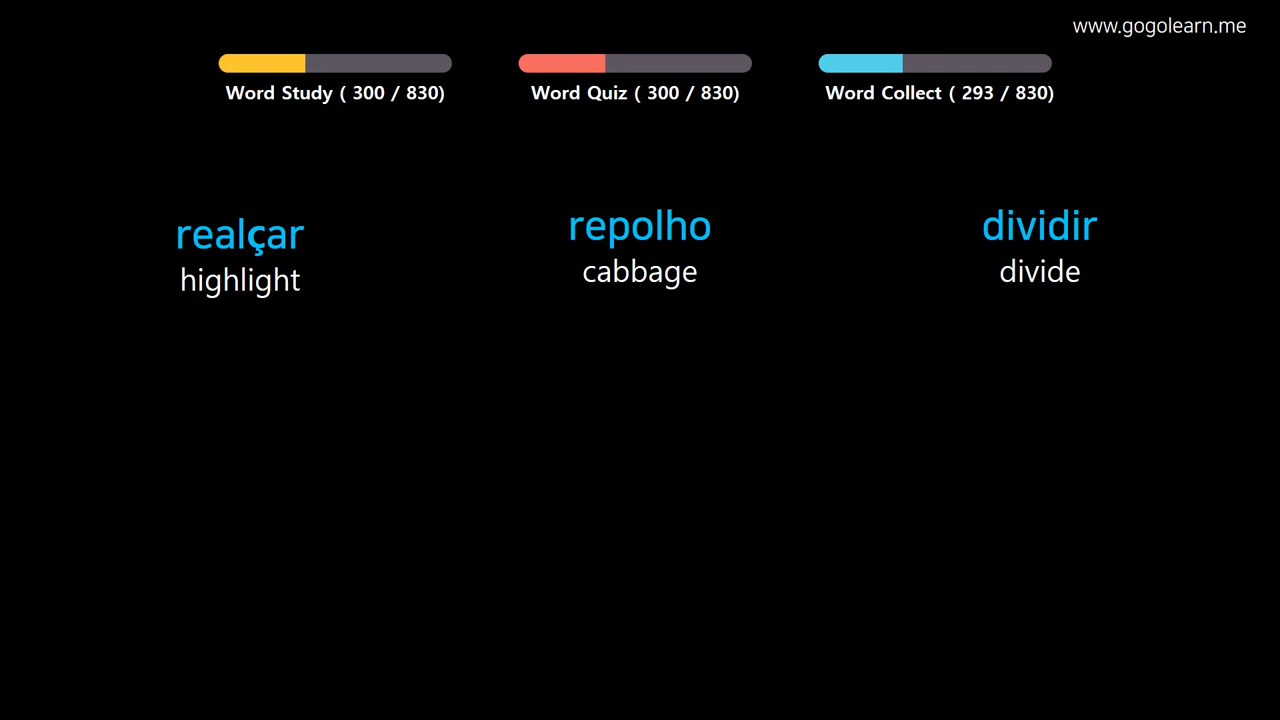 www.gogolearn.me
Word Study ( 300 / 830)
Word Quiz ( 300 / 830)
Word Collect ( 293 / 830)
realçar
highlight
repolho
cabbage
dividir
divide